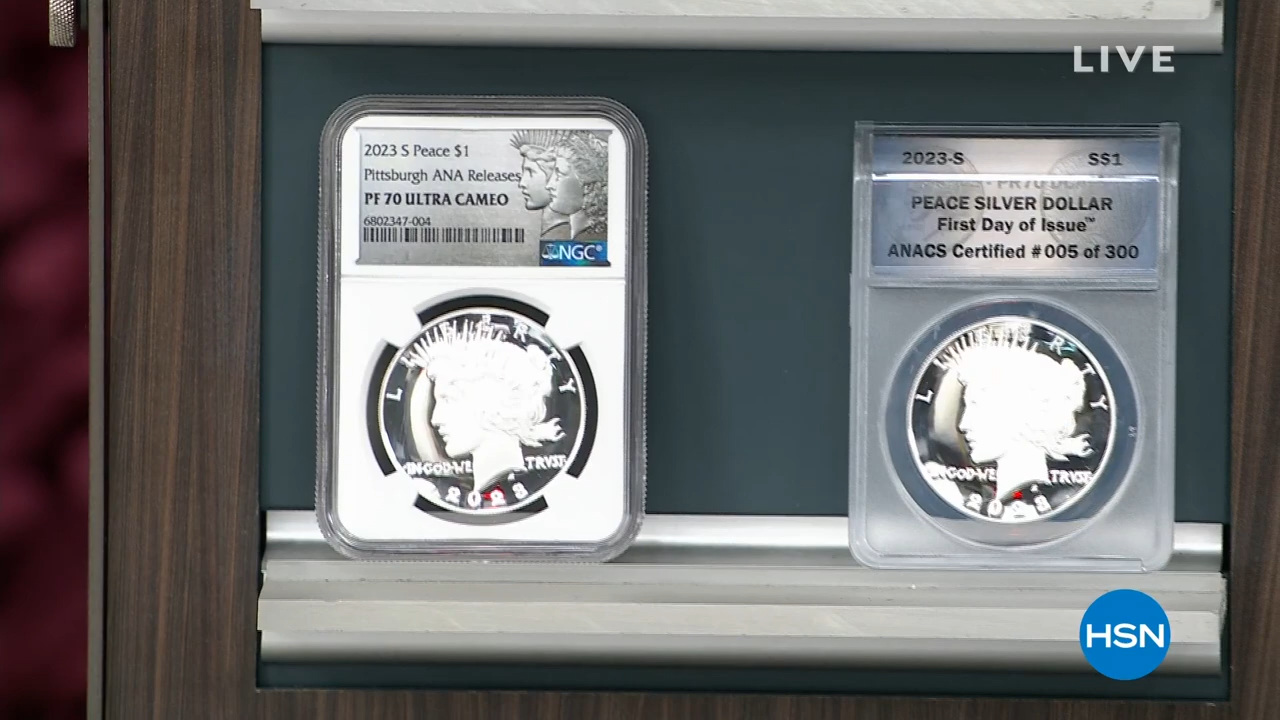 LIVE
2023 S Peace $1
Pittsburgh ANA Releases
PF 70 ULTRA CAMEO
6802347-004
NGC
LIBERTY
IN GOD WE TRVST
2023
2023-S S$1
PEACE SILVER DOLLAR
First Day of Issue™
ANACS Certified #005 of 300
LIBERTY
IN GOD WE TRVST
2023
HSN